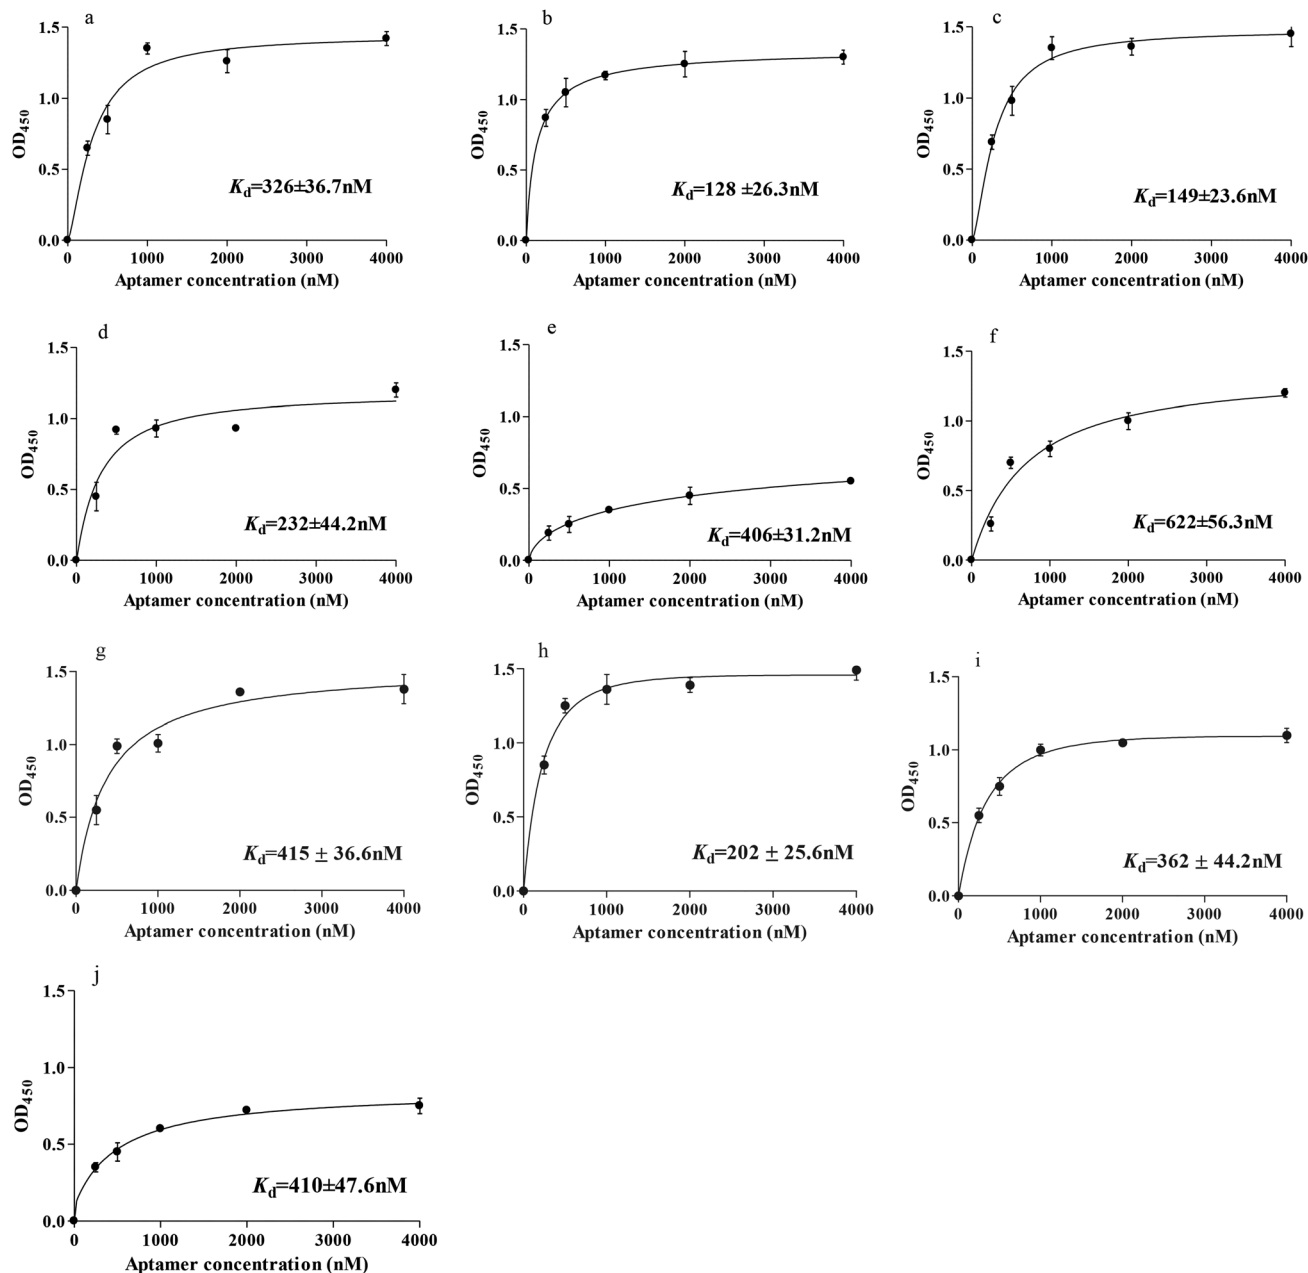 a
1.5
1.0
0.5
0.0
OD450
Kd=326±36.7nM
0 1000 2000 3000 4000
Aptamer concentration (nM)
b
1.5
1.0
0.5
0.0
OD450
Kd=128 ±26.3nM
0 1000 2000 3000 4000
Aptamer concentration (nM)
c
1.5
1.0
0.5
0.0
OD450
Kd=149±23.6nM
0 1000 2000 3000 4000
Aptamer concentration (nM)
d
1.5
1.0
0.5
0.0
OD450
Kd=232±44.2nM
0 1000 2000 3000 4000
Aptamer concentration (nM)
e
1.5
1.0
0.5
0.0
OD450
Kd=406±31.2nM
0 1000 2000 3000 4000
Aptamer concentration (nM)
f
1.5
1.0
0.5
0.0
OD450
Kd=622±56.3nM
0 1000 2000 3000 4000
Aptamer concentration (nM)
g
1.5
1.0
0.5
0.0
OD450
Kd=415 ± 36.6nM
0 1000 2000 3000 4000
Aptamer concentration (nM)
h
1.5
1.0
0.5
0.0
OD450
Kd=202 ± 25.6nM
0 1000 2000 3000 4000
Aptamer concentration (nM)
i
1.5
1.0
0.5
0.0
OD450
Kd=362 ± 44.2nM
0 1000 2000 3000 4000
Aptamer concentration (nM)
j
1.5
1.0
0.5
0.0
OD450
Kd=410±47.6nM
0 1000 2000 3000 4000
Aptamer concentration (nM)